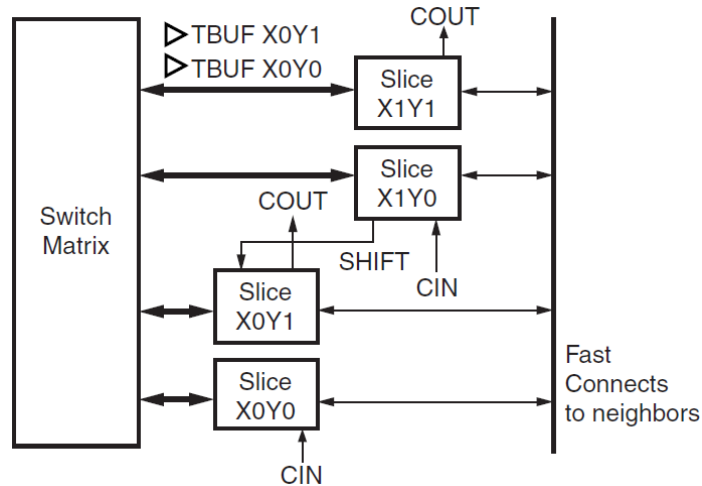 COUT
TBUF X0Y1
TBUF X0Y0
Slice
X1Y1
Slice
X1Y0
COUT
Switch
Matrix
SHIFT
CIN
Slice
X0Y1
Fast
Connects
to neighbors
Slice
X0Y0
CIN